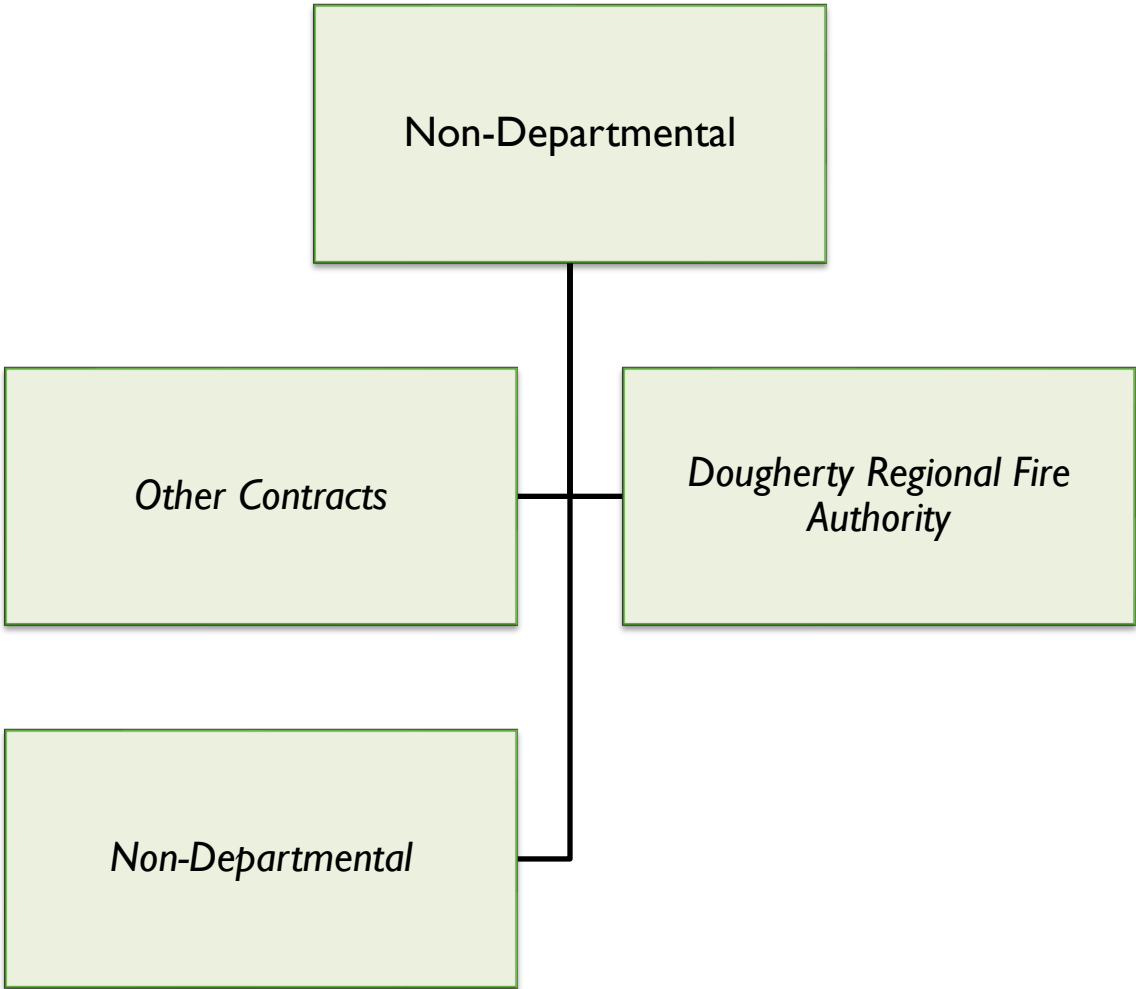 Non-Departmental
Other Contracts
Dougherty Regional Fire
Authority
Non-Departmental